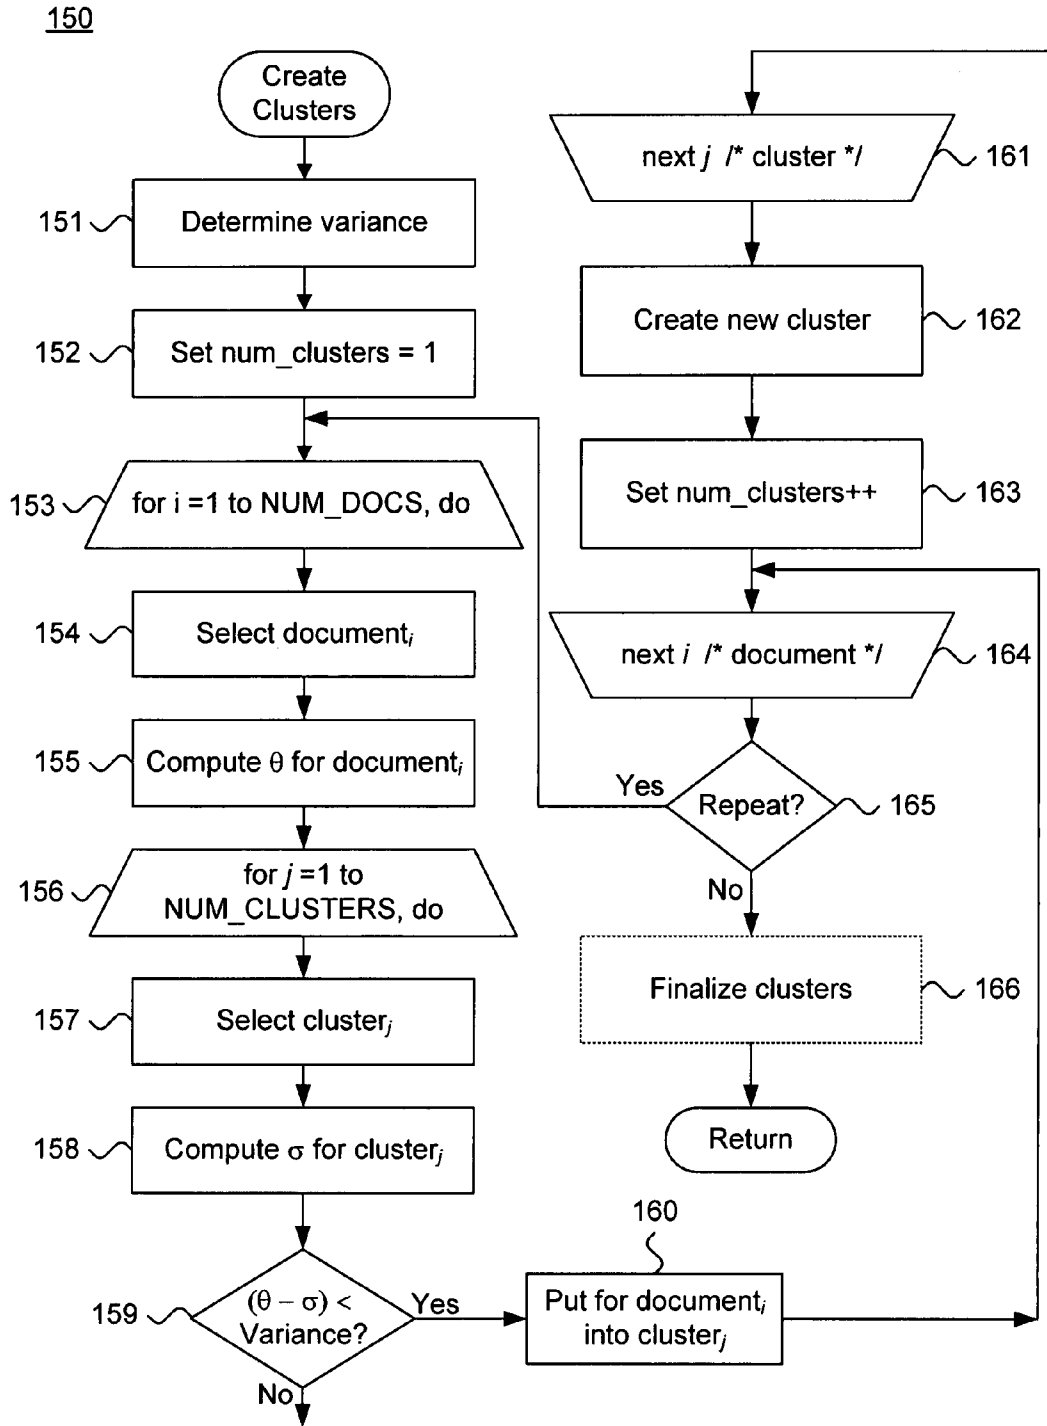 150
Create
Clusters
151
Determine variance
152
Set num_clusters = 1
153
for i =1 to NUM_DOCS, do
154
Select documentᵢ
155
Compute θ for documentᵢ
156
for j =1 to
NUM_CLUSTERS, do
157
Select clusterⱼ
158
Compute σ for clusterⱼ
159
(θ – σ) <
Variance?
Yes
No
160
Put for documentᵢ
into clusterⱼ
next j /* cluster */
161
Create new cluster
162
Set num_clusters++
163
next i /* document */
164
Repeat?
165
Yes
No
Finalize clusters
166
Return